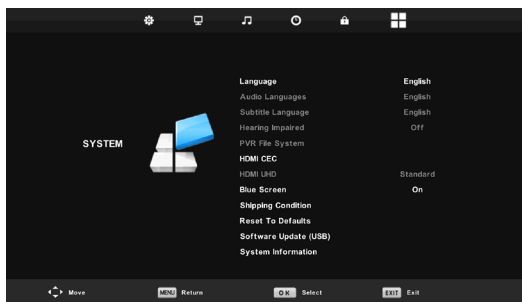 Language English
Audio Languages English
Subtitle Language English
Hearing Impaired Off
SYSTEM
PVR File System
HDMI CEC
HDMI UHD Standard
Blue Screen On
Shipping Condition
Reset To Defaults
Software Update (USB)
System Information
Move MENU Return OK Select EXIT Exit